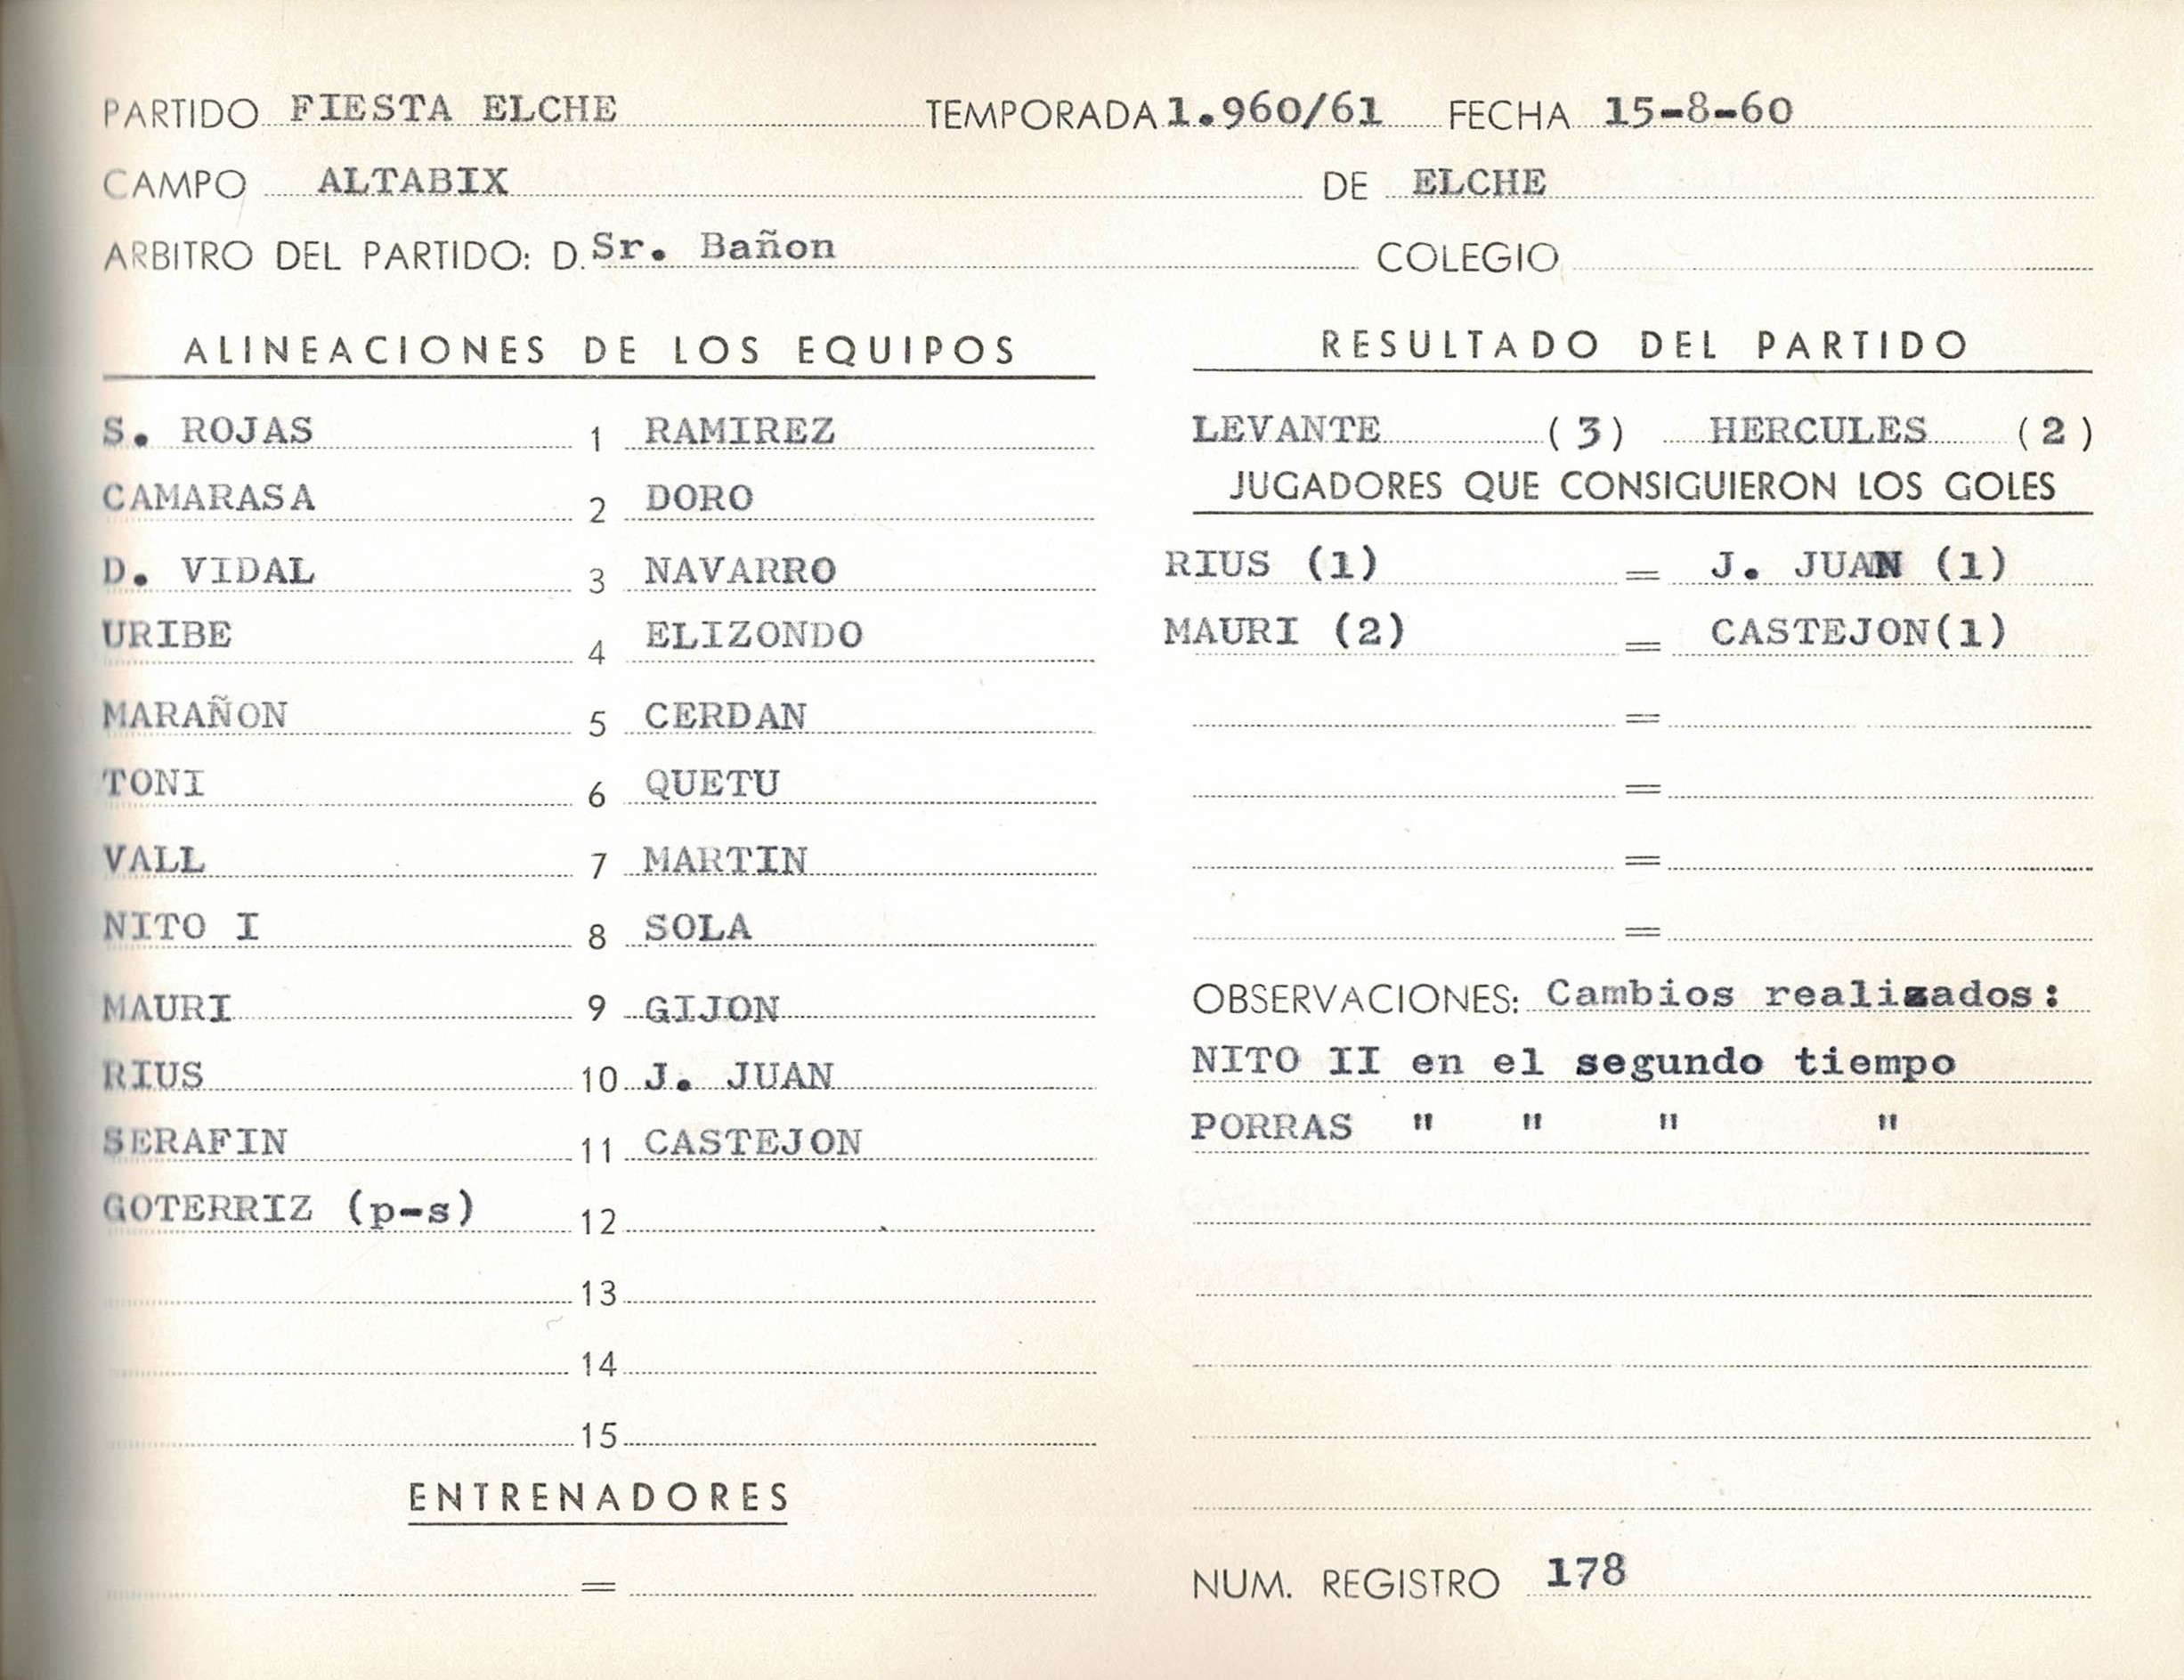 PARTIDO FIESTA ELCHE TEMPORADA 1.960/61 FECHA 15-8-60
CAMPO ALTABIX DE ELCHE
ARBITRO DEL PARTIDO: D. Sr. Bañon COLEGIO
ALINEACIONES DE LOS EQUIPOS
S. ROJAS 1 RAMIREZ
CAMARASA 2 DORO
D. VIDAL 3 NAVARRO
URIBE 4 ELIZONDO
MARAÑON 5 CERDAN
TONI 6 QUETU
VALL 7 MARTIN
NITO I 8 SOLA
MAURI 9 GIJON
RIUS 10 J. JUAN
SERAFIN 11 CASTEJON
GOTERRIZ (p-s) 12
13
14
15
ENTRENADORES
=
RESULTADO DEL PARTIDO
LEVANTE (3) HERCULES (2)
JUGADORES QUE CONSIGUIERON LOS GOLES
RIUS (1) = J. JUAN (1)
MAURI (2) = CASTEJON(1)
=
=
=
=
OBSERVACIONES: Cambios realizados:
NITO II en el segundo tiempo
PORRAS " " " "
NUM. REGISTRO 178